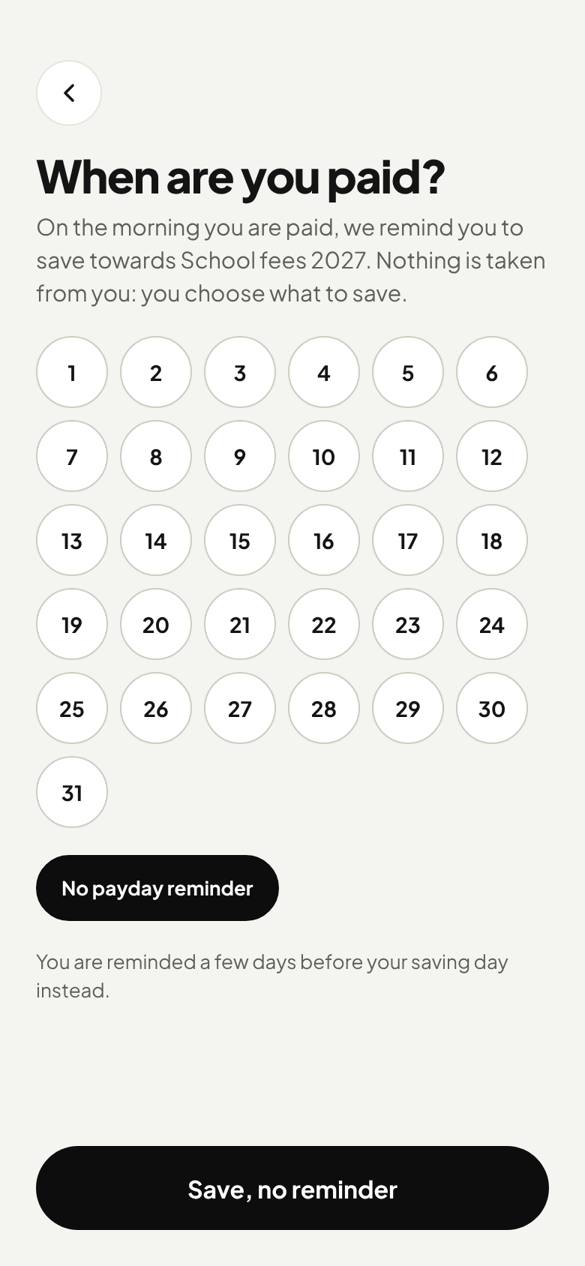 When are you paid?
On the morning you are paid, we remind you to
save towards School fees 2027. Nothing is taken
from you: you choose what to save.
1 2 3 4 5 6
7 8 9 10 11 12
13 14 15 16 17 18
19 20 21 22 23 24
25 26 27 28 29 30
31
No payday reminder
You are reminded a few days before your saving day
instead.
Save, no reminder